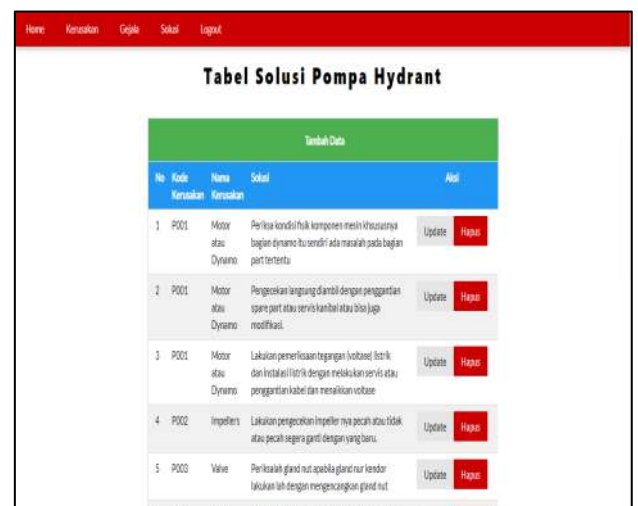 Home Kerusakan Gejala Solusi Logout
Tabel Solusi Pompa Hydrant
Tambah Data
No Kode Kerusakan Nama Kerusakan Solusi Aksi
1 P001 Motor atau Dynamo Periksa kondisi fisik komponen mesin khsususnya
bagian dynamo itu sendiri ada masalah pada bagian
part tertentu Update Hapus
2 P001 Motor atau Dynamo Pengecekan langsung diambil dengan penggantian
spare part atau servis kanibal atau bisa juga
modifikasi. Update Hapus
3 P001 Motor atau Dynamo Lakukan pemeriksaan tegangan (voltase) listrik
dan instalasi listrik dengan melakukan servis atau
penggantian kabel dan menaikkan voltase Update Hapus
4 P002 Impellers Lakukan pengecekan impeller nya pecah atau tidak
atau pecah segera ganti dengan yang baru. Update Hapus
5 P003 Valve Periksalah gland nut apabila gland nur kendor
lakukan lah dengan mengencangkan gland nut Update Hapus